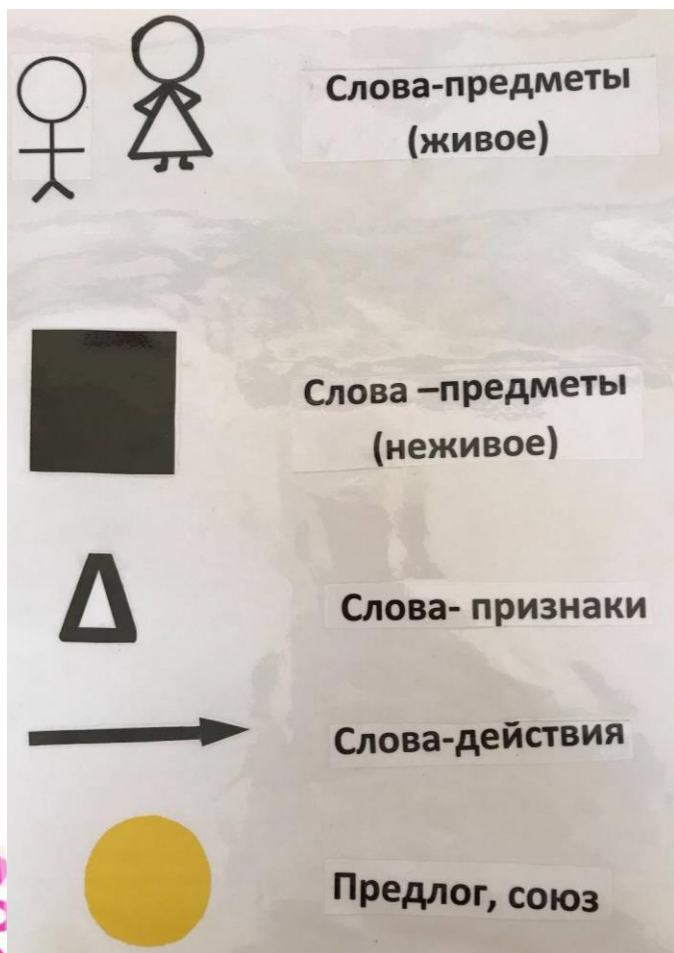 Слова-предметы
(живое)
Слова –предметы
(неживое)
Слова- признаки
Слова-действия
Предлог, союз